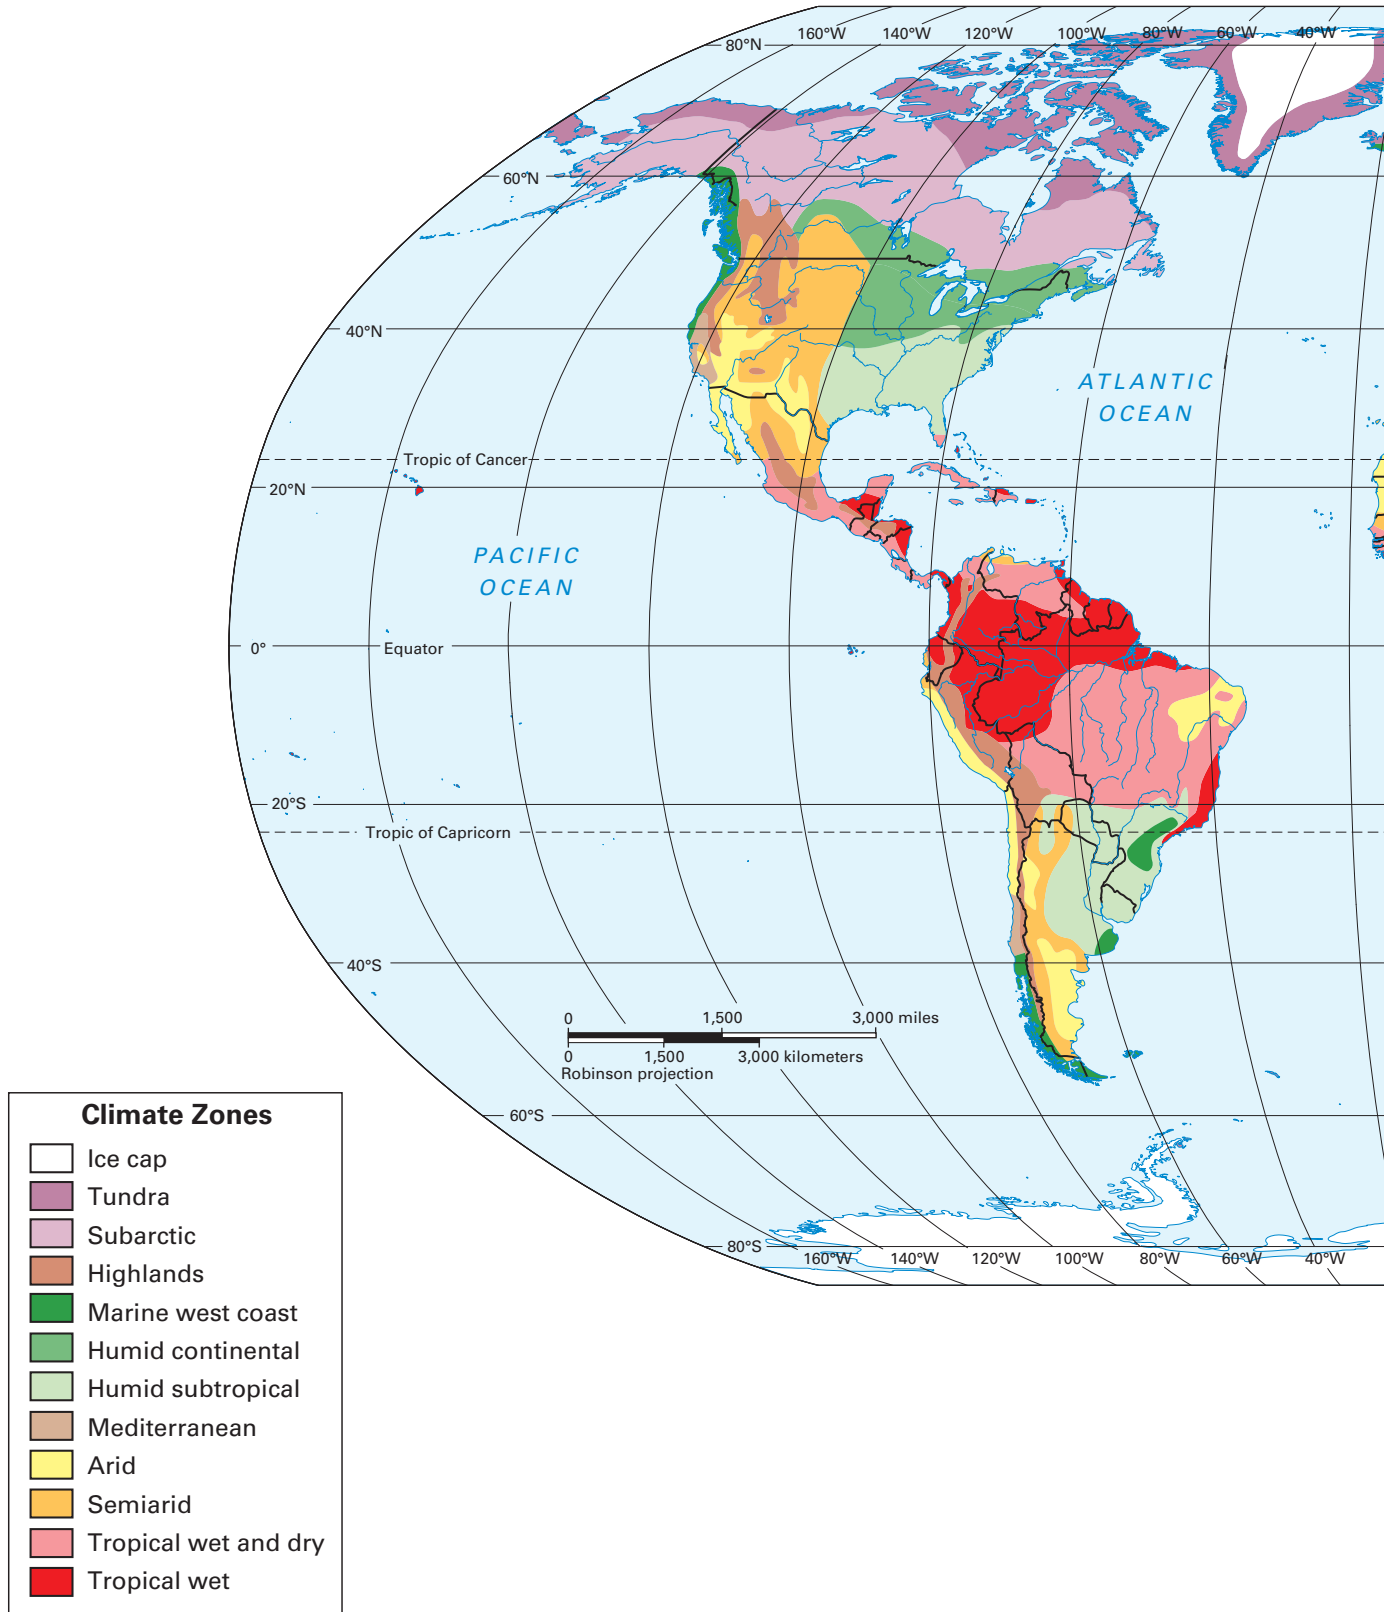 160°W 140°W 120°W 100°W 80°W 60°W 40°W
80°N
60°N
40°N
ATLANTIC
OCEAN
Tropic of Cancer
20°N
PACIFIC
OCEAN
0°
Equator
20°S
Tropic of Capricorn
40°S
0 1,500 3,000 miles
0 1,500 3,000 kilometers
Robinson projection
60°S
80°S
160°W 140°W 120°W 100°W 80°W 60°W 40°W
Climate Zones
Ice cap
Tundra
Subarctic
Highlands
Marine west coast
Humid continental
Humid subtropical
Mediterranean
Arid
Semiarid
Tropical wet and dry
Tropical wet